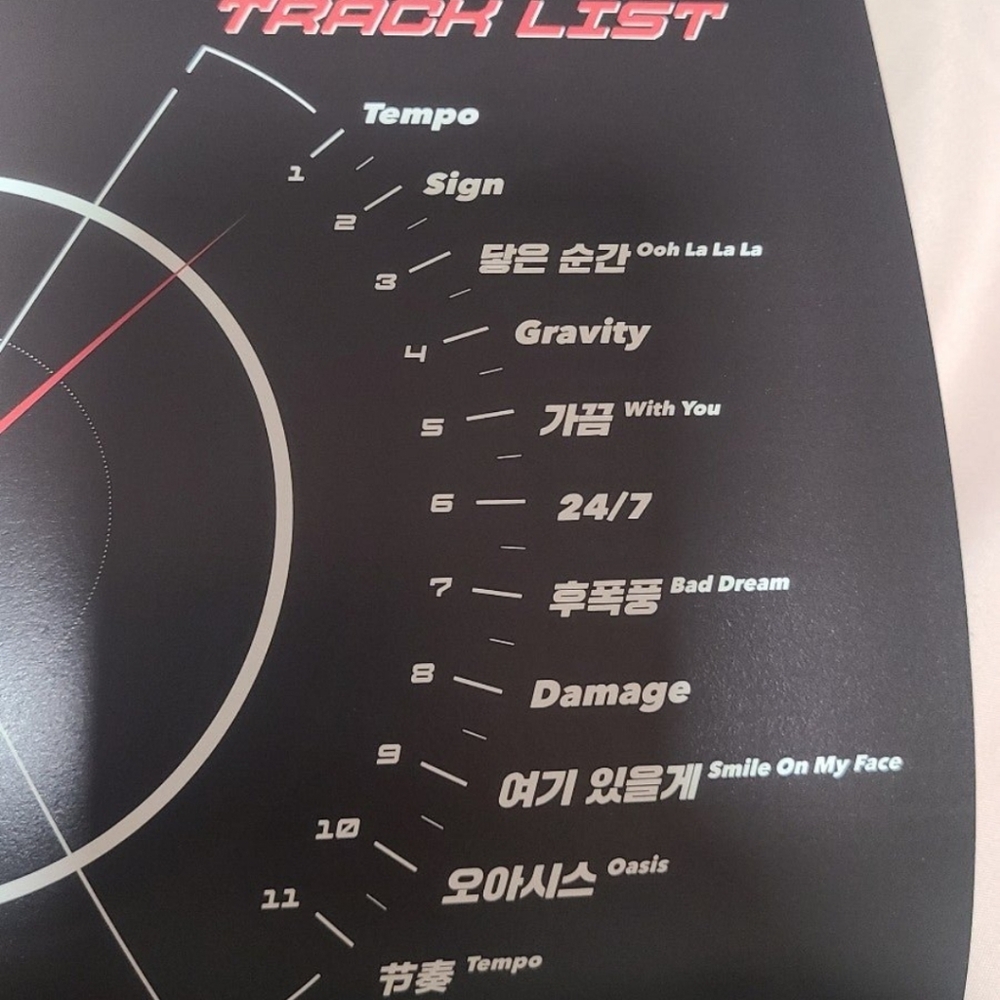 TRACK LIST
1 Tempo
2 Sign
3 닿은 순간 Ooh La La La
4 Gravity
5 가끔 With You
6 24/7
7 후폭풍 Bad Dream
8 Damage
9 여기 있을게 Smile On My Face
10 오아시스 Oasis
11 节奏 Tempo